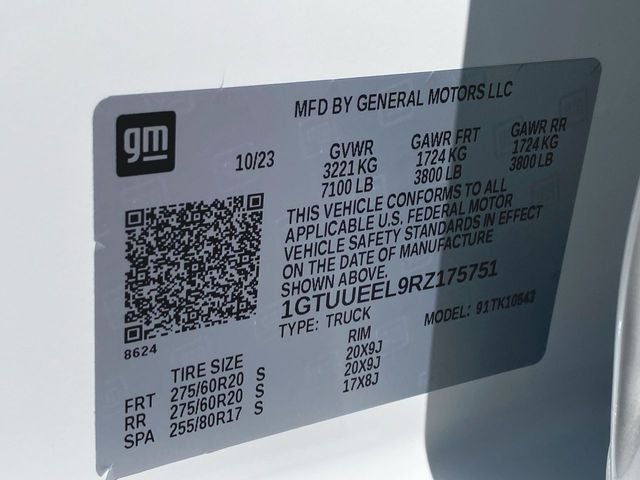 MFD BY GENERAL MOTORS LLC
gm
10/23
GVWR
3221 KG
7100 LB
GAWR FRT
1724 KG
3800 LB
GAWR RR
1724 KG
3800 LB
THIS VEHICLE CONFORMS TO ALL
APPLICABLE U.S. FEDERAL MOTOR
VEHICLE SAFETY STANDARDS IN EFFECT
ON THE DATE OF MANUFACTURE
SHOWN ABOVE.
1GTUUEEL9RZ175751
TYPE: TRUCK MODEL: 91TK10543
8624
TIRE SIZE RIM
FRT 275/60R20 S 20X9J
RR 275/60R20 S 20X9J
SPA 255/80R17 S 17X8J